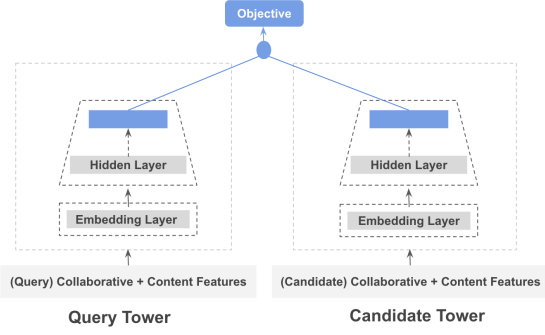 Objective
Hidden Layer
Hidden Layer
Embedding Layer
Embedding Layer
(Query) Collaborative + Content Features
(Candidate) Collaborative + Content Features
Query Tower
Candidate Tower